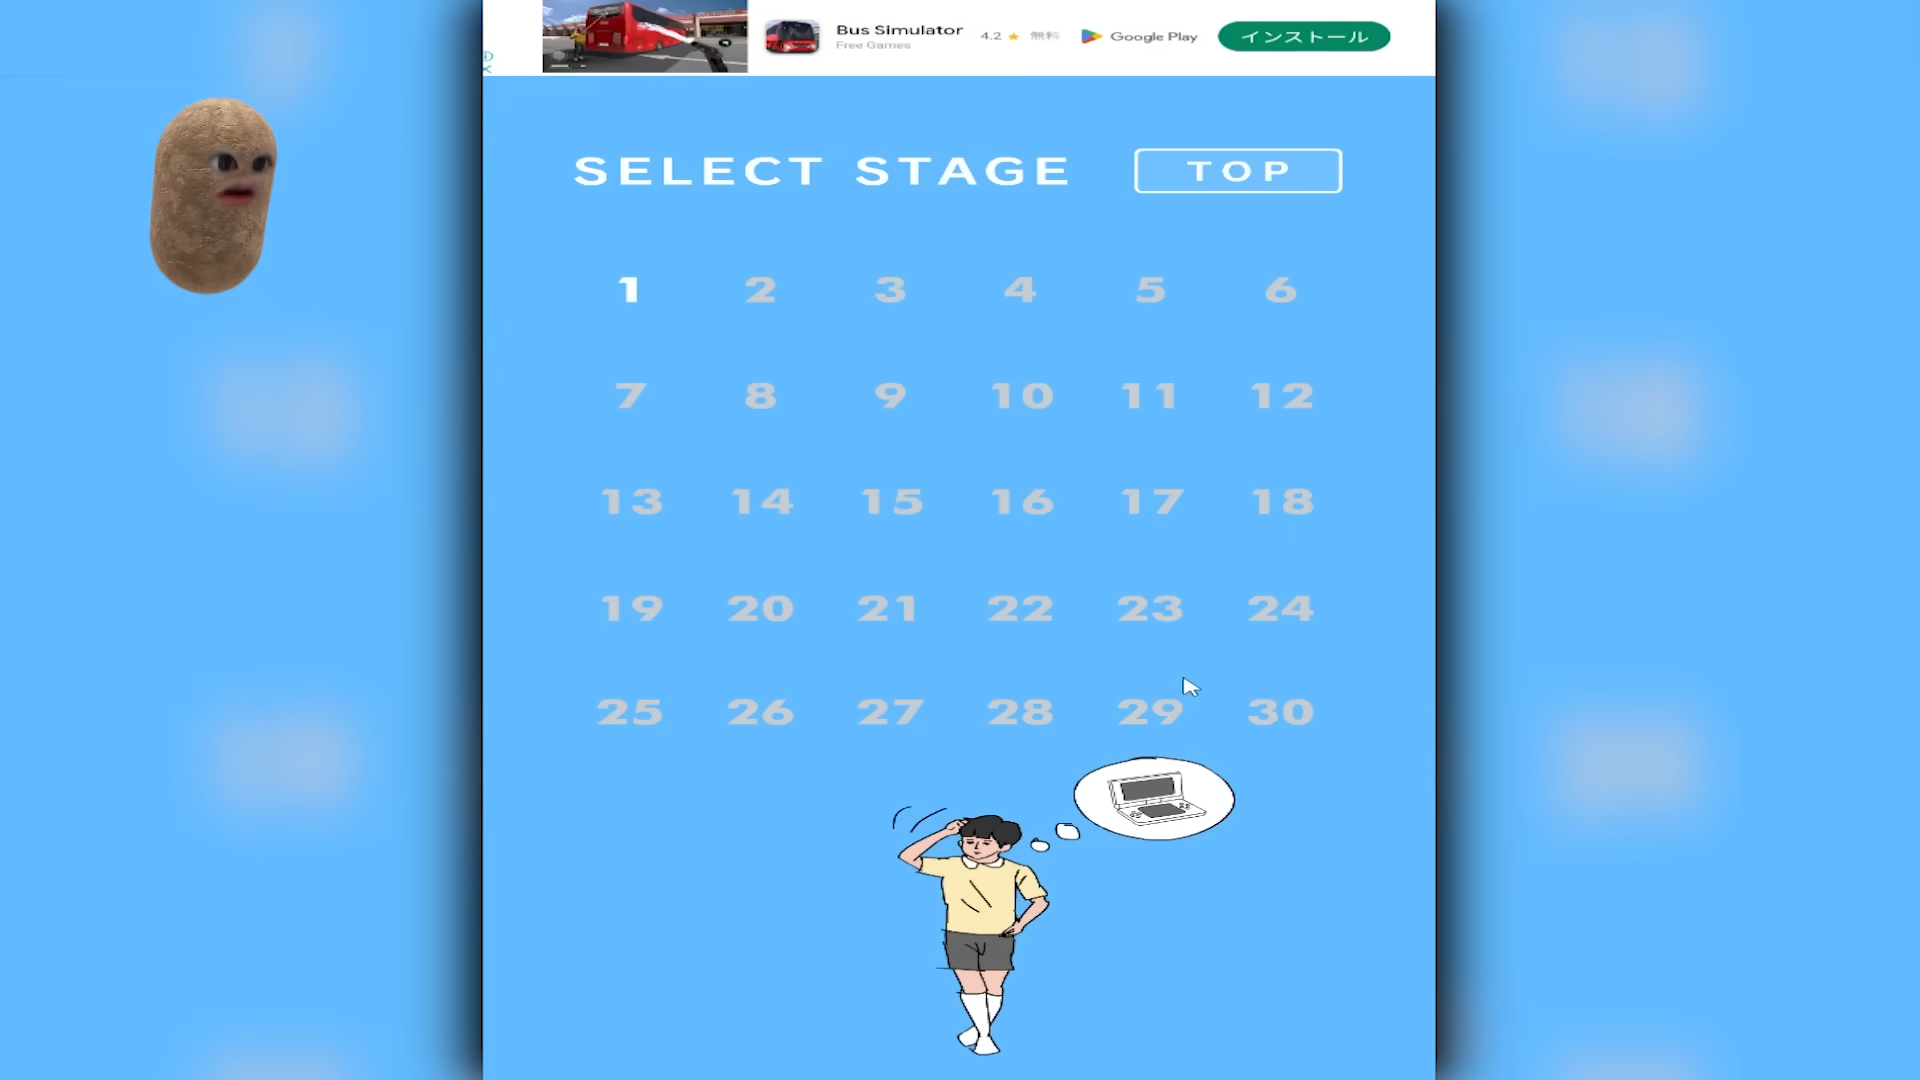 Bus Simulator
Free Games
4.2 ★ 無料
Google Play
インストール
SELECT STAGE
TOP
1 2 3 4 5 6
7 8 9 10 11 12
13 14 15 16 17 18
19 20 21 22 23 24
25 26 27 28 29 30